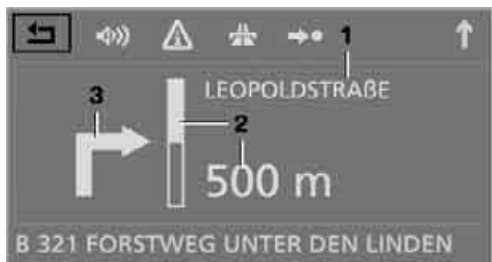 1
LEOPOLDSTRAßE
3
2
500 m
B 321 FORSTWEG UNTER DEN LINDEN